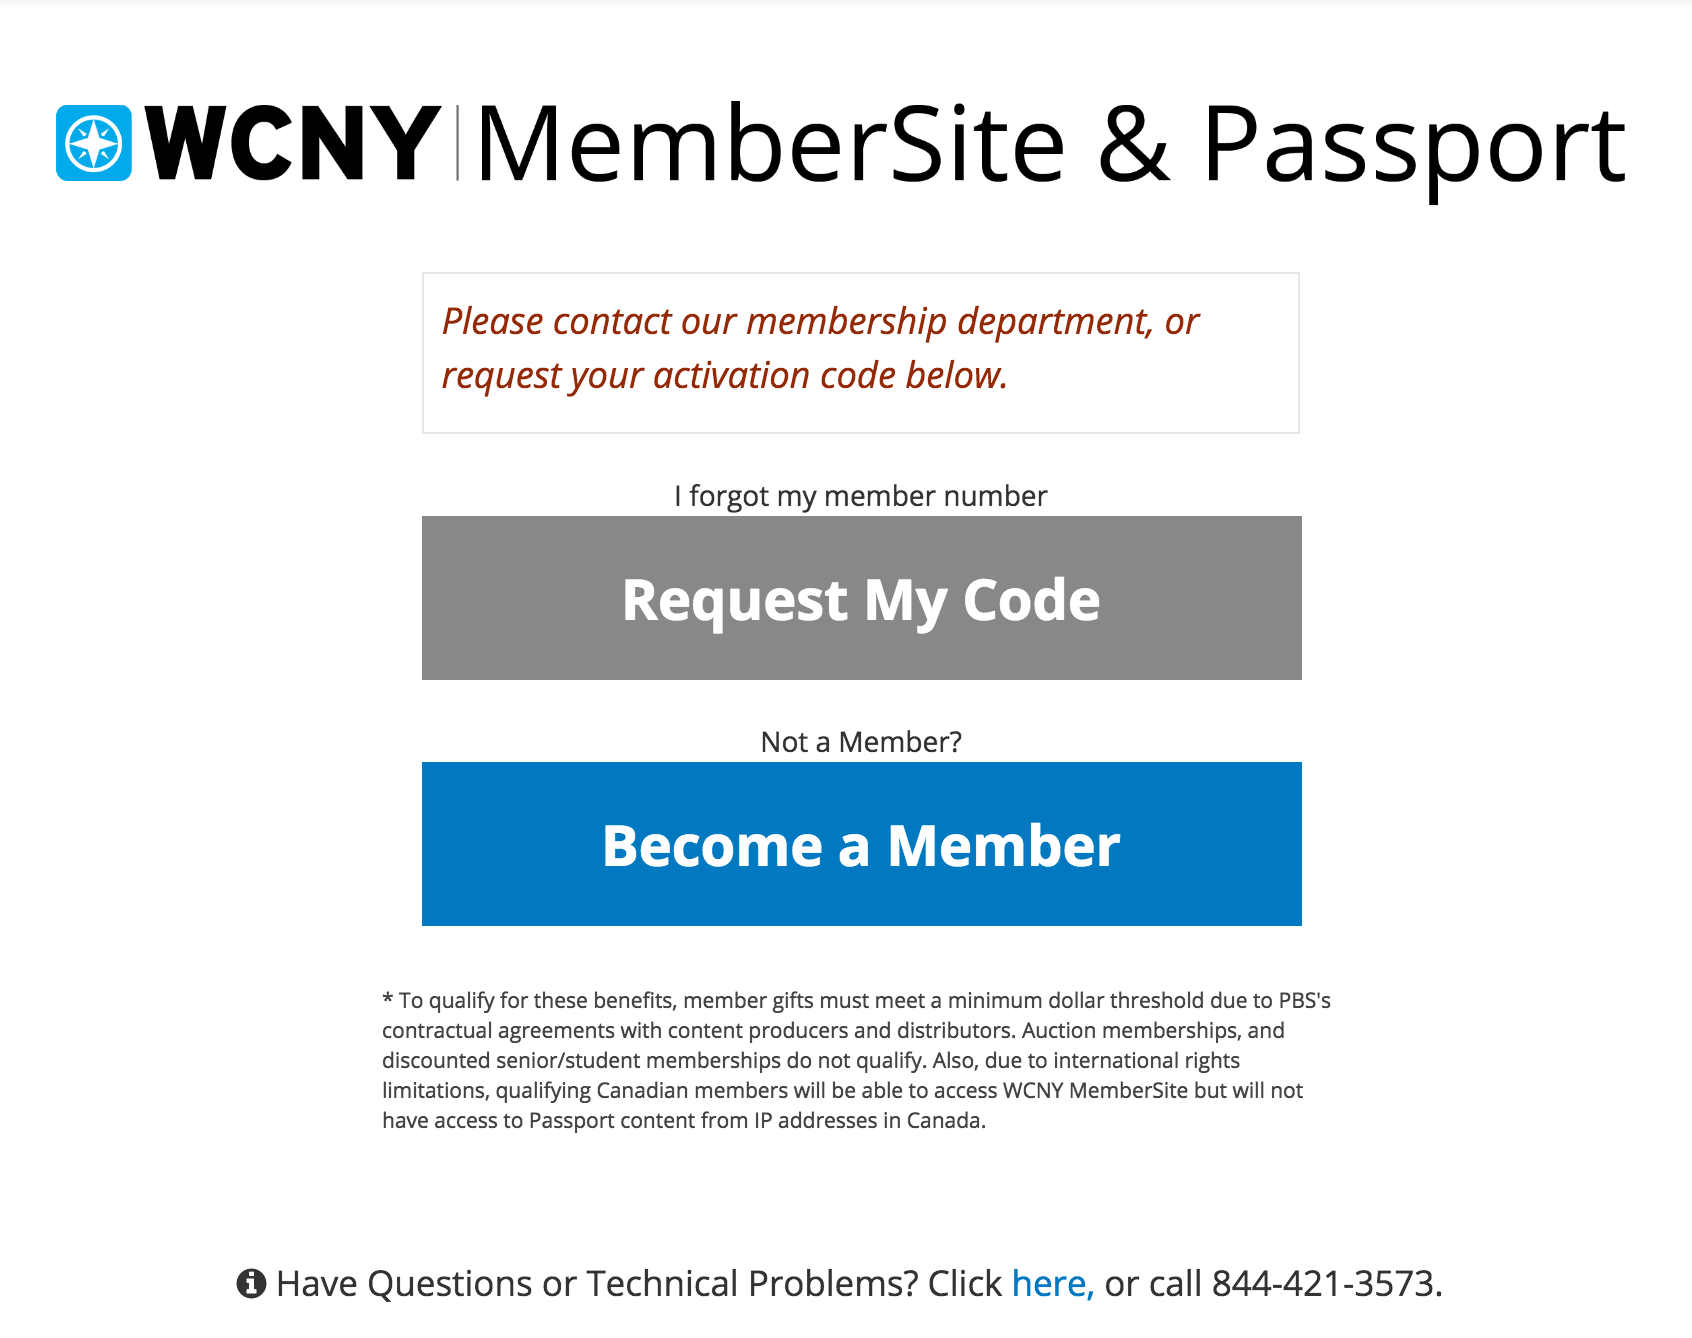 WCNY MemberSite & Passport
Please contact our membership department, or
request your activation code below.
I forgot my member number
Request My Code
Not a Member?
Become a Member
* To qualify for these benefits, member gifts must meet a minimum dollar threshold due to PBS's
contractual agreements with content producers and distributors. Auction memberships, and
discounted senior/student memberships do not qualify. Also, due to international rights
limitations, qualifying Canadian members will be able to access WCNY MemberSite but will not
have access to Passport content from IP addresses in Canada.
Have Questions or Technical Problems? Click here, or call 844-421-3573.